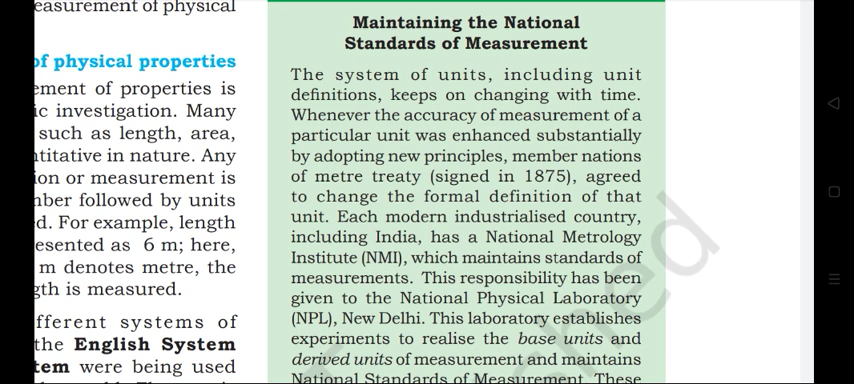 easurement of physical
of physical properties
ement of properties is
ic investigation. Many
such as length, area,
ntitative in nature. Any
ion or measurement is
nber followed by units
d. For example, length
esented as 6 m; here,
m denotes metre, the
gth is measured.
fferent systems of
the English System
tem were being used
Maintaining the National
Standards of Measurement
The system of units, including unit
definitions, keeps on changing with time.
Whenever the accuracy of measurement of a
particular unit was enhanced substantially
by adopting new principles, member nations
of metre treaty (signed in 1875), agreed
to change the formal definition of that
unit. Each modern industrialised country,
including India, has a National Metrology
Institute (NMI), which maintains standards of
measurements. This responsibility has been
given to the National Physical Laboratory
(NPL), New Delhi. This laboratory establishes
experiments to realise the base units and
derived units of measurement and maintains
National Standards of Measurement. These